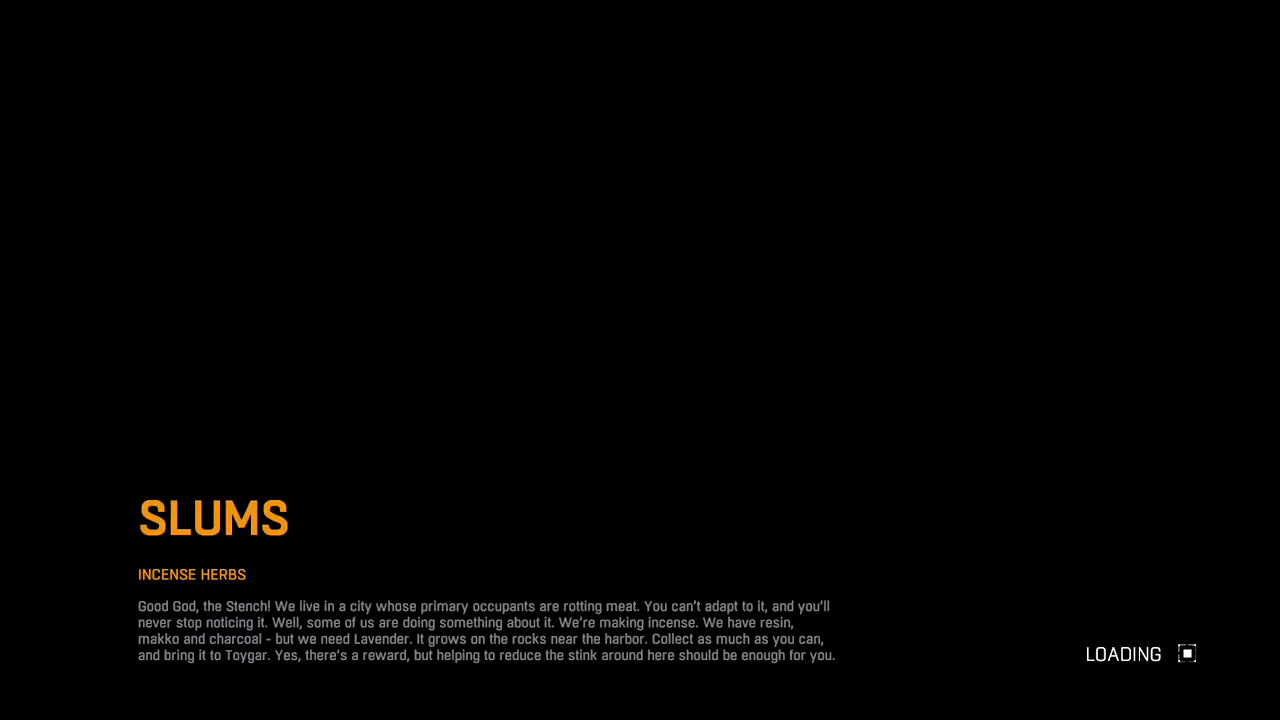 SLUMS
INCENSE HERBS
Good God, the Stench! We live in a city whose primary occupants are rotting meat. You can't adapt to it, and you'll
never stop noticing it. Well, some of us are doing something about it. We're making incense. We have resin,
makko and charcoal - but we need Lavender. It grows on the rocks near the harbor. Collect as much as you can,
and bring it to Toygar. Yes, there's a reward, but helping to reduce the stink around here should be enough for you.
LOADING